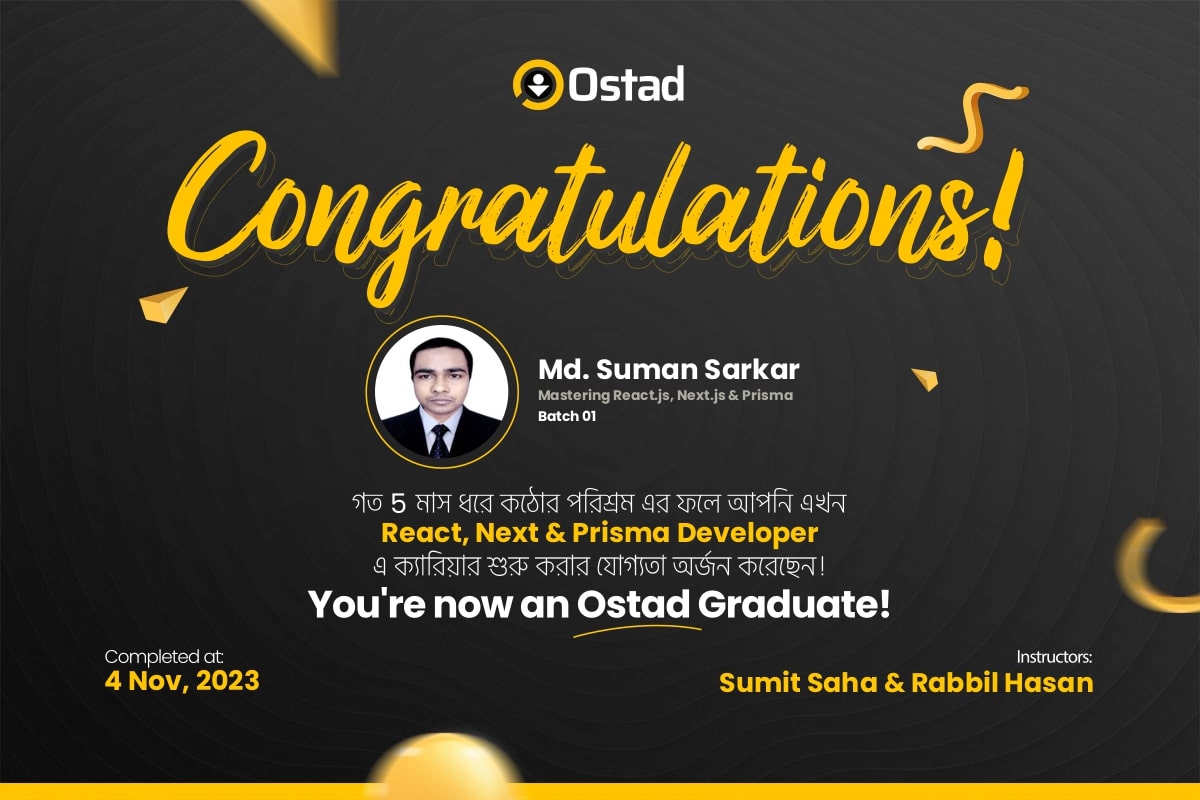 Ostad
Congratulations!
Md. Suman Sarkar
Mastering React.js, Next.js & Prisma
Batch 01
গত 5 মাস ধরে কঠোর পরিশ্রম এর ফলে আপনি এখন
React, Next & Prisma Developer
এ ক্যারিয়ার শুরু করার যোগ্যতা অর্জন করেছেন!
You're now an Ostad Graduate!
Completed at:
4 Nov, 2023
Instructors:
Sumit Saha & Rabbil Hasan